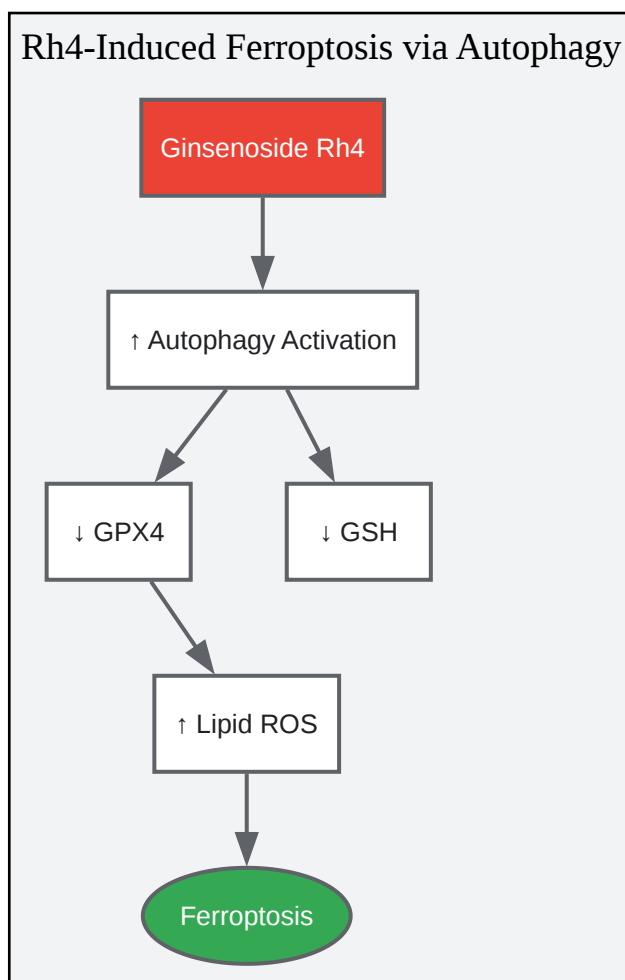 Rh4-Induced Ferroptosis via Autophagy
Ginsenoside Rh4
↑ Autophagy Activation
↓ GPX4
↓ GSH
↑ Lipid ROS
Ferroptosis